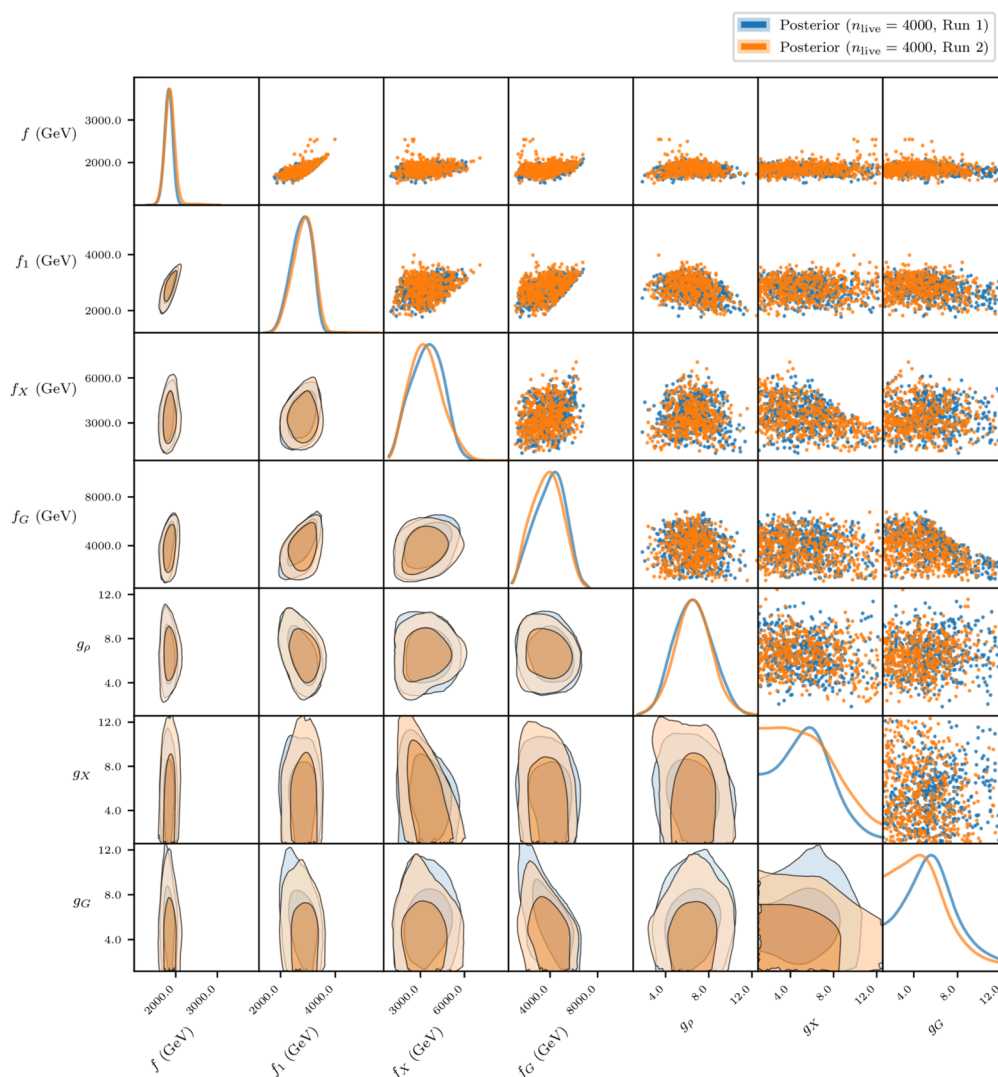 Posterior (n_live = 4000, Run 1)
Posterior (n_live = 4000, Run 2)
f (GeV)
3000.0
2000.0
f_1 (GeV)
4000.0
2000.0
f_X (GeV)
6000.0
3000.0
f_G (GeV)
8000.0
4000.0
g_ρ
12.0
8.0
4.0
g_X
12.0
8.0
4.0
g_G
12.0
8.0
4.0
2000.0 3000.0 2000.0 4000.0 3000.0 6000.0 4000.0 8000.0 4.0 8.0 12.0 4.0 8.0 12.0 4.0 8.0 12.0
f (GeV) f_1 (GeV) f_X (GeV) f_G (GeV) g_ρ g_X g_G